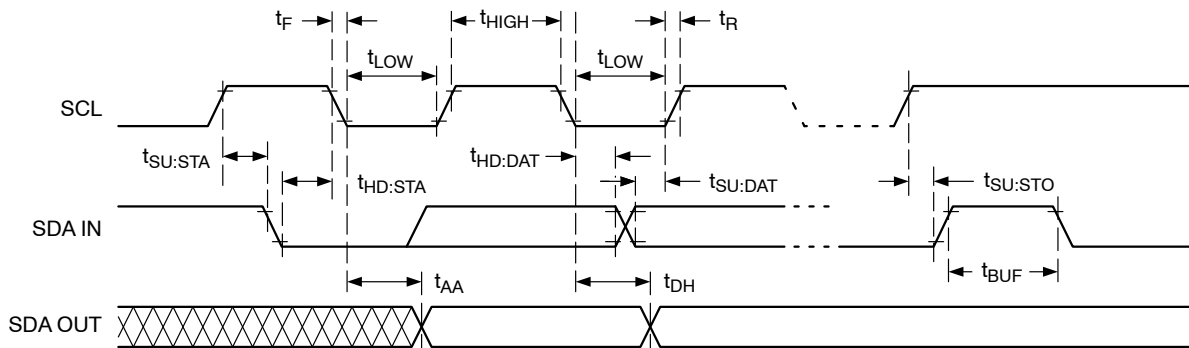 tF
tHIGH
tR
tLOW
tLOW
SCL
tSU:STA
tHD:STA
tHD:DAT
tSU:DAT
tSU:STO
SDA IN
tBUF
tAA
tDH
SDA OUT